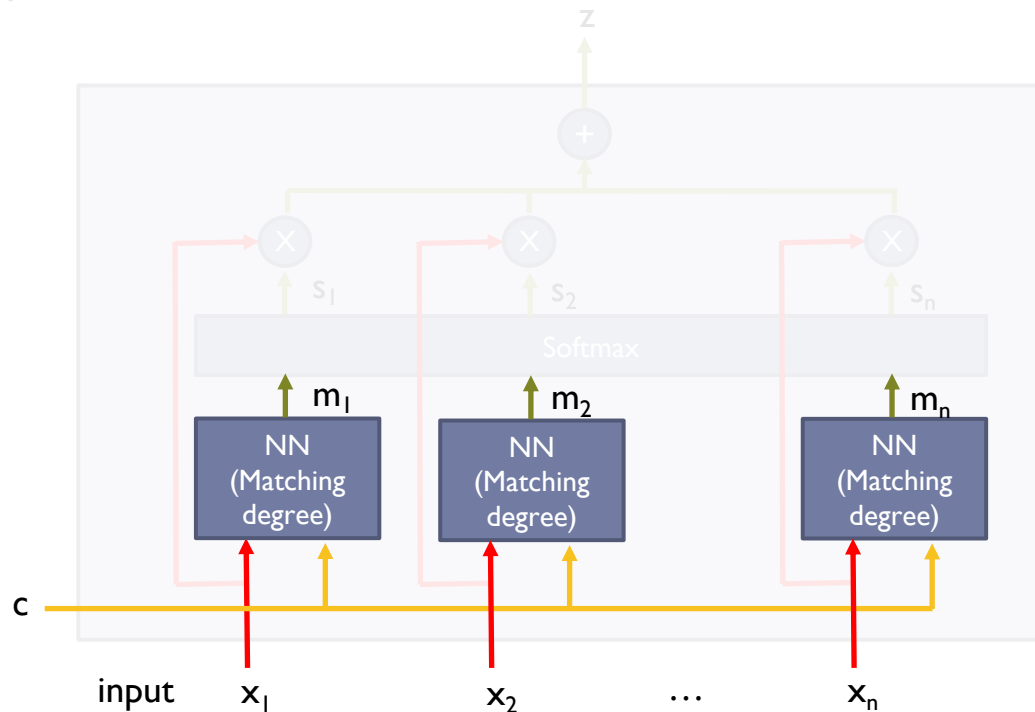 z
+
X X X
s1 s2 sn
Softmax
m1 m2 mn
NN
(Matching
degree)
NN
(Matching
degree)
NN
(Matching
degree)
c
input x1 x2 ... xn